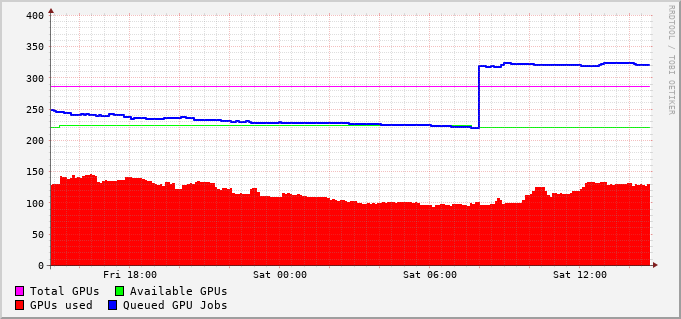 400
350
300
250
200
150
100
50
0
Fri 18:00 Sat 00:00 Sat 06:00 Sat 12:00
Total GPUs Available GPUs
GPUs used Queued GPU Jobs
RRDTOOL / TOBI OETIKER